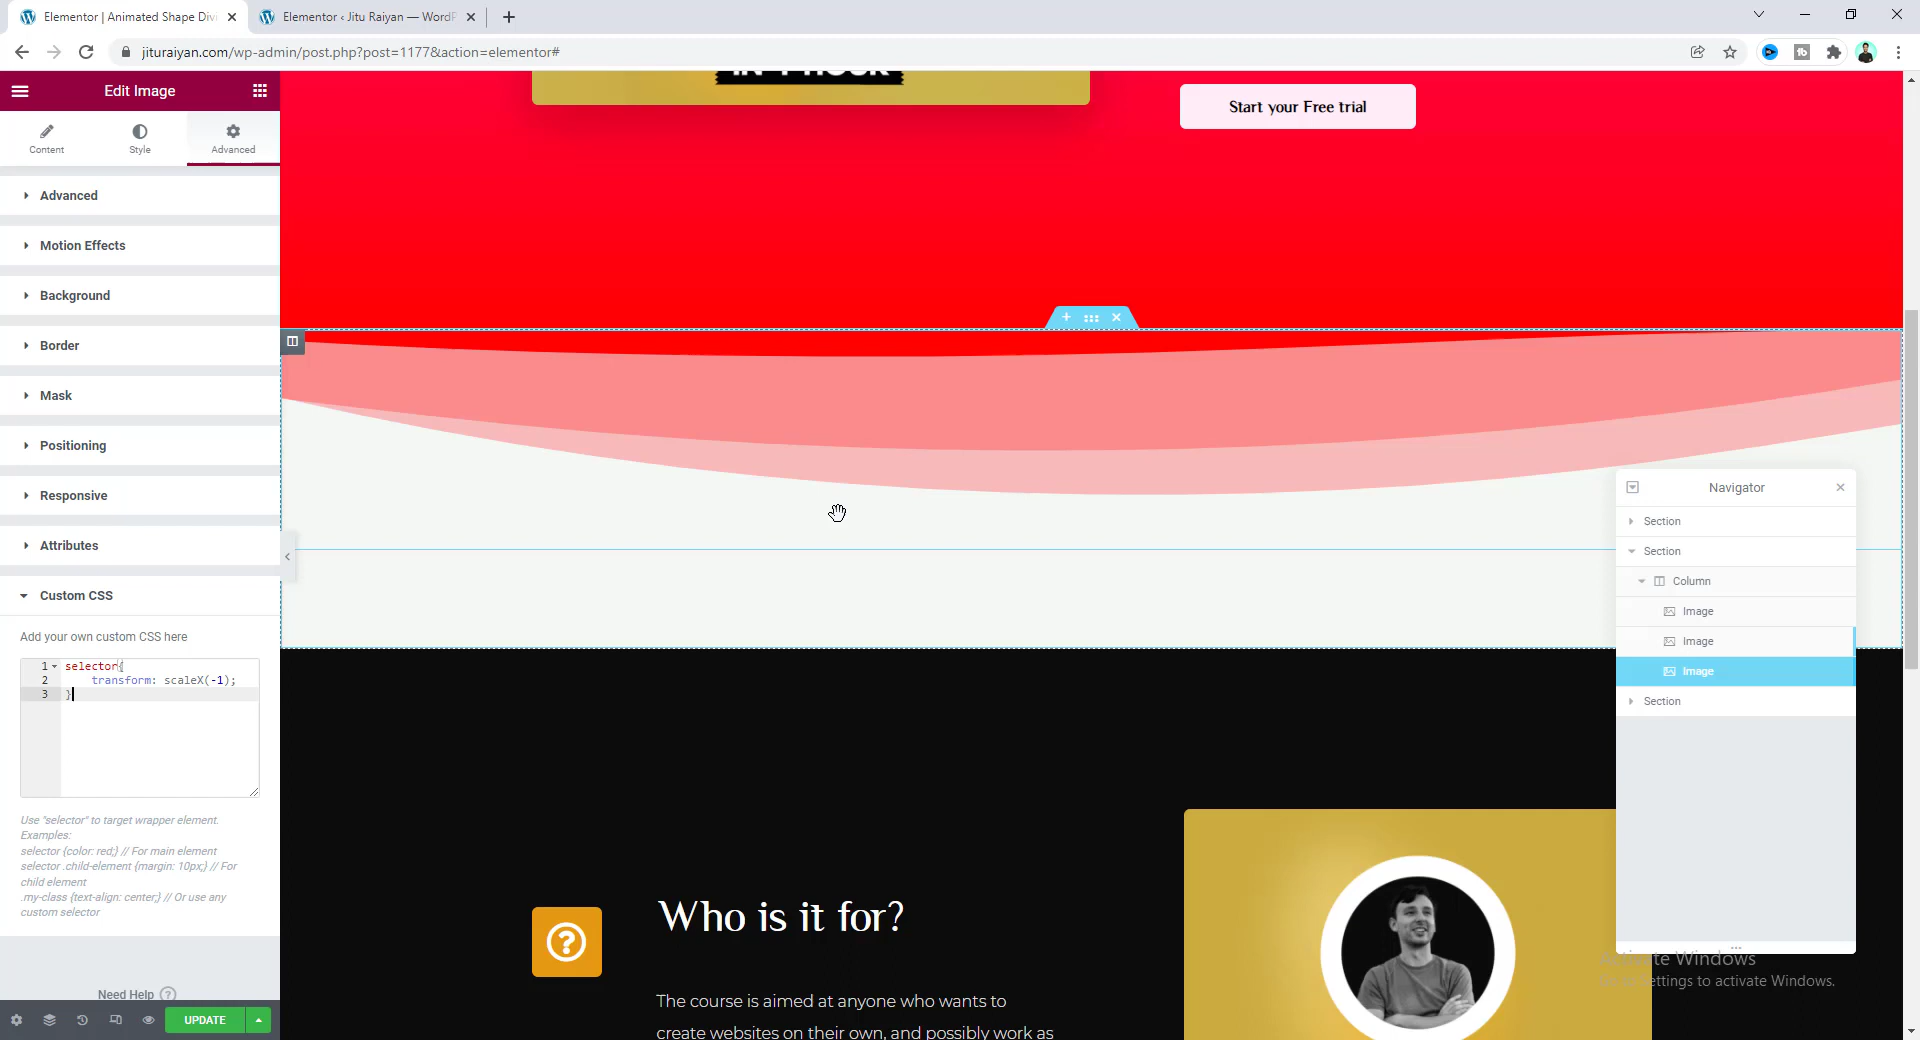 Elementor | Animated Shape Divi
Elementor ‹ Jitu Raiyan — WordP
jituraiyan.com/wp-admin/post.php?post=1177&action=elementor#
Edit Image
Content
Style
Advanced
Advanced
Motion Effects
Background
Border
Mask
Positioning
Responsive
Attributes
Custom CSS
Add your own custom CSS here
1 selector{
2 transform: scaleX(-1);
3 }
Use "selector" to target wrapper element.
Examples:
selector {color: red;} // For main element
selector .child-element {margin: 10px;} // For
child element
.my-class {text-align: center;} // Or use any
custom selector
Need Help ?
UPDATE
Start your Free trial
Navigator
Section
Section
Column
Image
Image
Image
Section
Who is it for?
The course is aimed at anyone who wants to
create websites on their own, and possibly work as
Windows
to activate Windows.